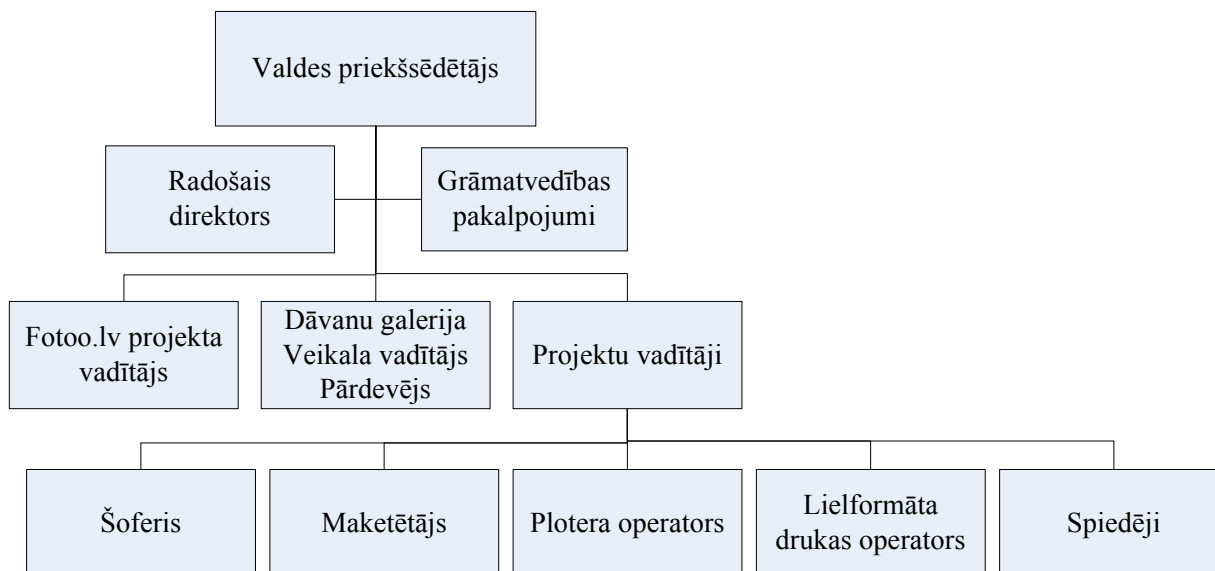 Valdes priekšsēdētājs
Radošais
direktors
Grāmatvedības
pakalpojumi
Fotoo.lv projekta
vadītājs
Dāvanu galerija
Veikala vadītājs
Pārdevējs
Projektu vadītāji
Šoferis
Maketētājs
Plotera operators
Lielformāta
drukas operators
Spiedēji